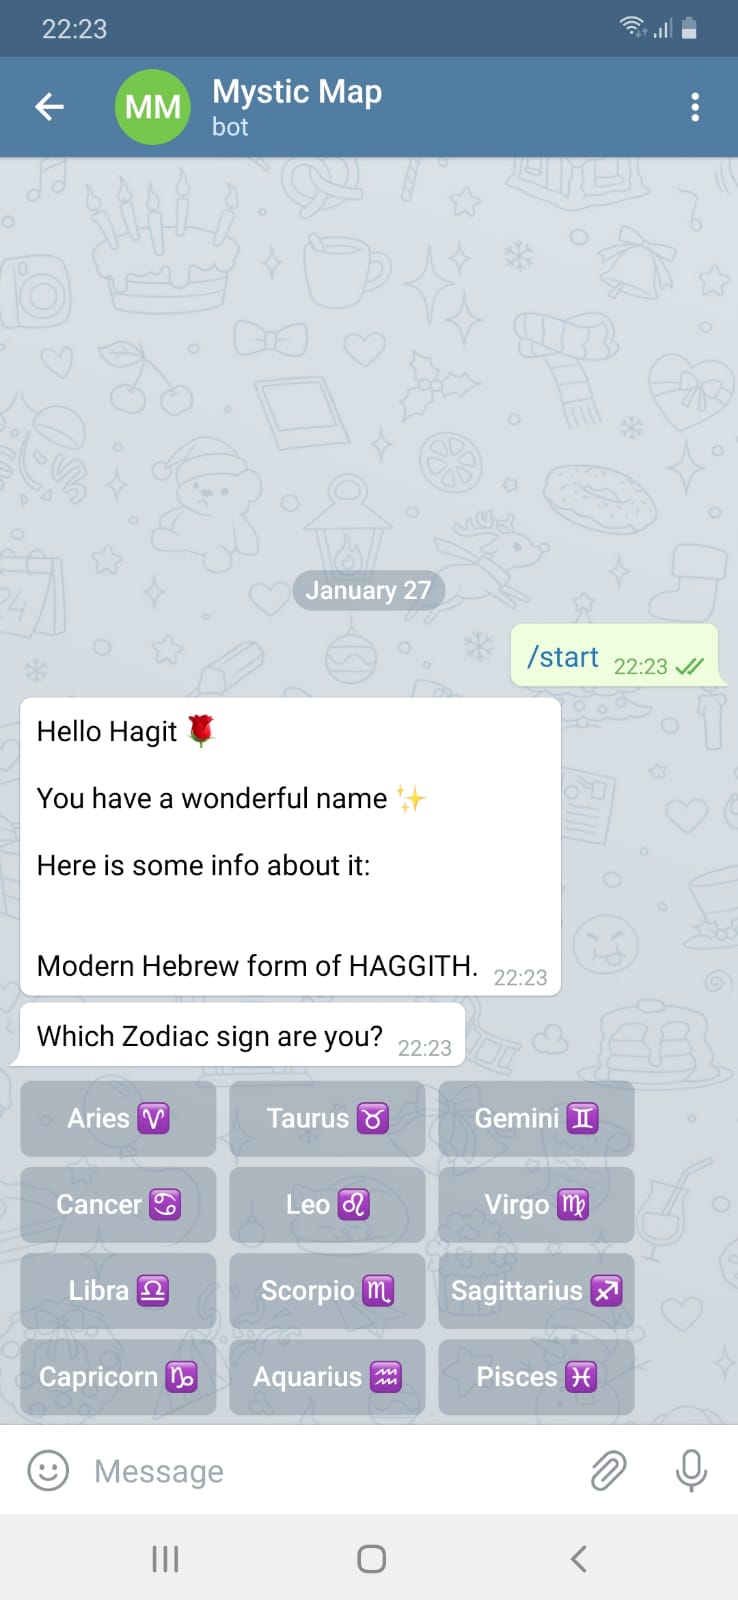 22:23
MM
Mystic Map
bot
January 27
/start 22:23
Hello Hagit 🌹
You have a wonderful name ✨
Here is some info about it:
Modern Hebrew form of HAGGITH. 22:23
Which Zodiac sign are you? 22:23
Aries ♈ Taurus ♉ Gemini ♊
Cancer ♋ Leo ♌ Virgo ♍
Libra ♎ Scorpio ♏ Sagittarius ♐
Capricorn ♑ Aquarius ♒ Pisces ♓
Message